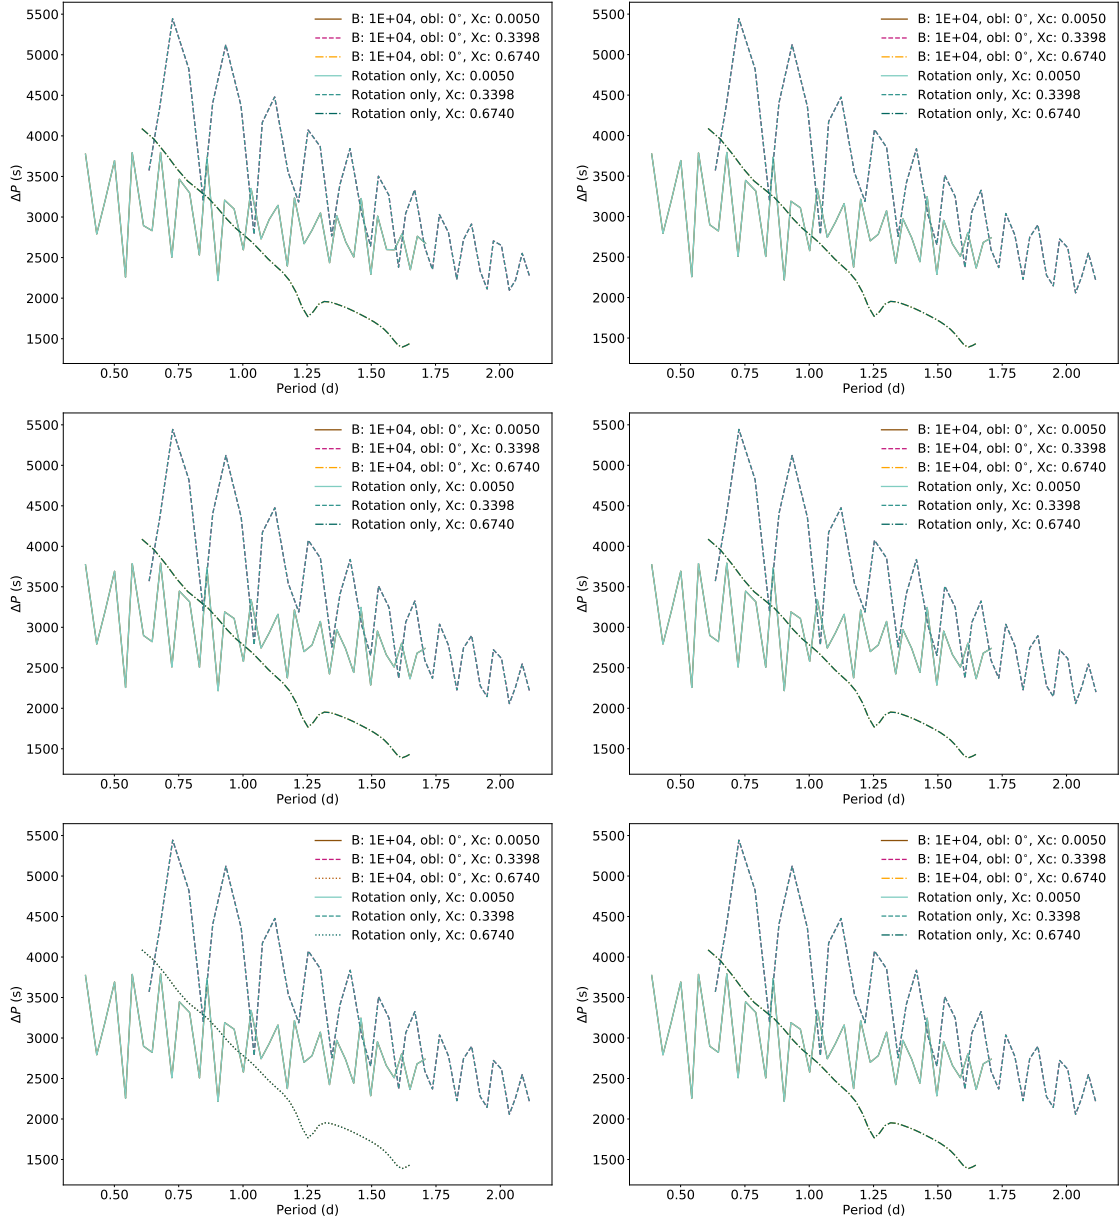 5500
5000
4500
4000
3500
3000
2500
2000
1500
ΔP (s)
0.50 0.75 1.00 1.25 1.50 1.75 2.00
Period (d)
B: 1E+04, obl: 0°, Xc: 0.0050
B: 1E+04, obl: 0°, Xc: 0.3398
B: 1E+04, obl: 0°, Xc: 0.6740
Rotation only, Xc: 0.0050
Rotation only, Xc: 0.3398
Rotation only, Xc: 0.6740
5500
5000
4500
4000
3500
3000
2500
2000
1500
ΔP (s)
0.50 0.75 1.00 1.25 1.50 1.75 2.00
Period (d)
B: 1E+04, obl: 0°, Xc: 0.0050
B: 1E+04, obl: 0°, Xc: 0.3398
B: 1E+04, obl: 0°, Xc: 0.6740
Rotation only, Xc: 0.0050
Rotation only, Xc: 0.3398
Rotation only, Xc: 0.6740
5500
5000
4500
4000
3500
3000
2500
2000
1500
ΔP (s)
0.50 0.75 1.00 1.25 1.50 1.75 2.00
Period (d)
B: 1E+04, obl: 0°, Xc: 0.0050
B: 1E+04, obl: 0°, Xc: 0.3398
B: 1E+04, obl: 0°, Xc: 0.6740
Rotation only, Xc: 0.0050
Rotation only, Xc: 0.3398
Rotation only, Xc: 0.6740
5500
5000
4500
4000
3500
3000
2500
2000
1500
ΔP (s)
0.50 0.75 1.00 1.25 1.50 1.75 2.00
Period (d)
B: 1E+04, obl: 0°, Xc: 0.0050
B: 1E+04, obl: 0°, Xc: 0.3398
B: 1E+04, obl: 0°, Xc: 0.6740
Rotation only, Xc: 0.0050
Rotation only, Xc: 0.3398
Rotation only, Xc: 0.6740
5500
5000
4500
4000
3500
3000
2500
2000
1500
ΔP (s)
0.50 0.75 1.00 1.25 1.50 1.75 2.00
Period (d)
B: 1E+04, obl: 0°, Xc: 0.0050
B: 1E+04, obl: 0°, Xc: 0.3398
B: 1E+04, obl: 0°, Xc: 0.6740
Rotation only, Xc: 0.0050
Rotation only, Xc: 0.3398
Rotation only, Xc: 0.6740
5500
5000
4500
4000
3500
3000
2500
2000
1500
ΔP (s)
0.50 0.75 1.00 1.25 1.50 1.75 2.00
Period (d)
B: 1E+04, obl: 0°, Xc: 0.0050
B: 1E+04, obl: 0°, Xc: 0.3398
B: 1E+04, obl: 0°, Xc: 0.6740
Rotation only, Xc: 0.0050
Rotation only, Xc: 0.3398
Rotation only, Xc: 0.6740